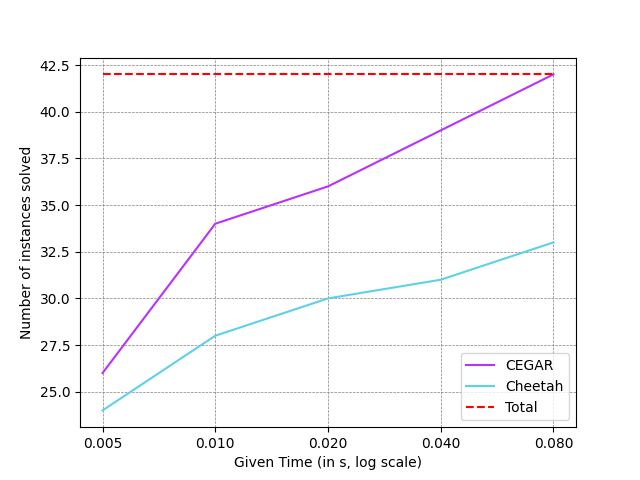 42.5
40.0
37.5
35.0
32.5
30.0
27.5
25.0
Number of instances solved
CEGAR
Cheetah
Total
0.005 0.010 0.020 0.040 0.080
Given Time (in s, log scale)